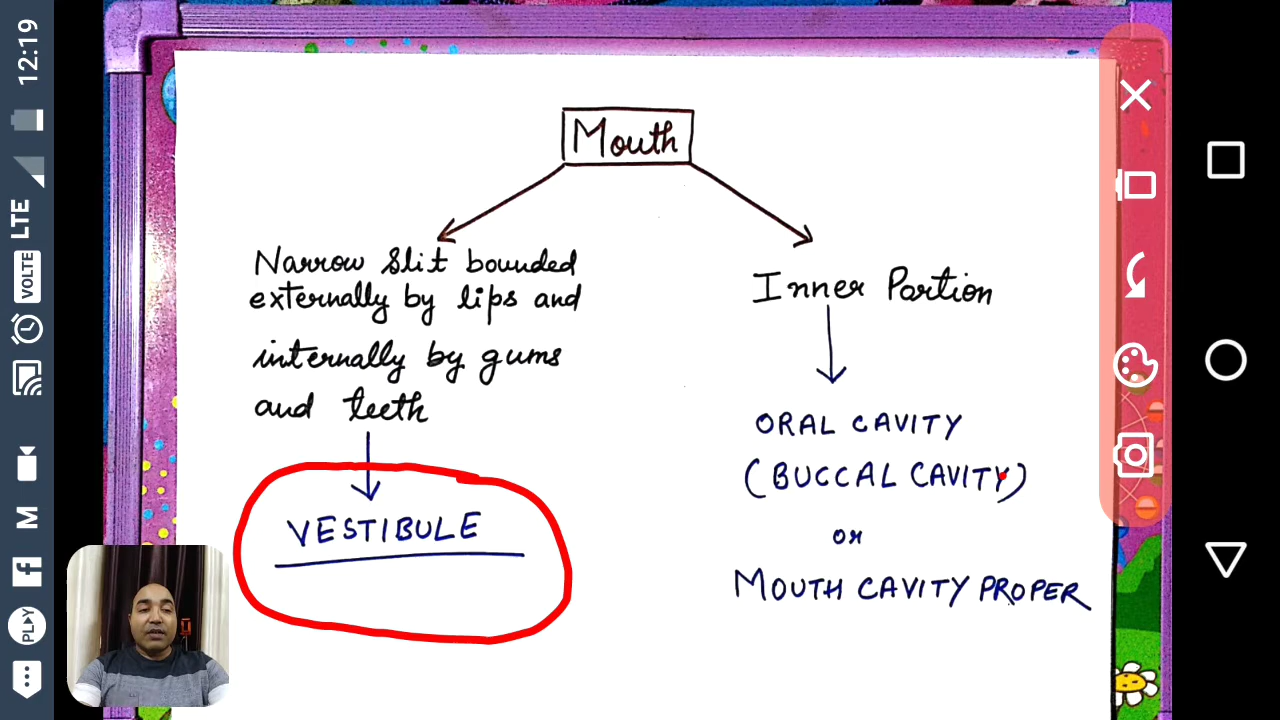 12:19
LTE
VOLTE
M
f
PLAY
Mouth
Narrow slit bounded
externally by lips and
internally by gums
and teeth
VESTIBULE
Inner Portion
ORAL CAVITY
(BUCCAL CAVITY)
or
MOUTH CAVITY PROPER